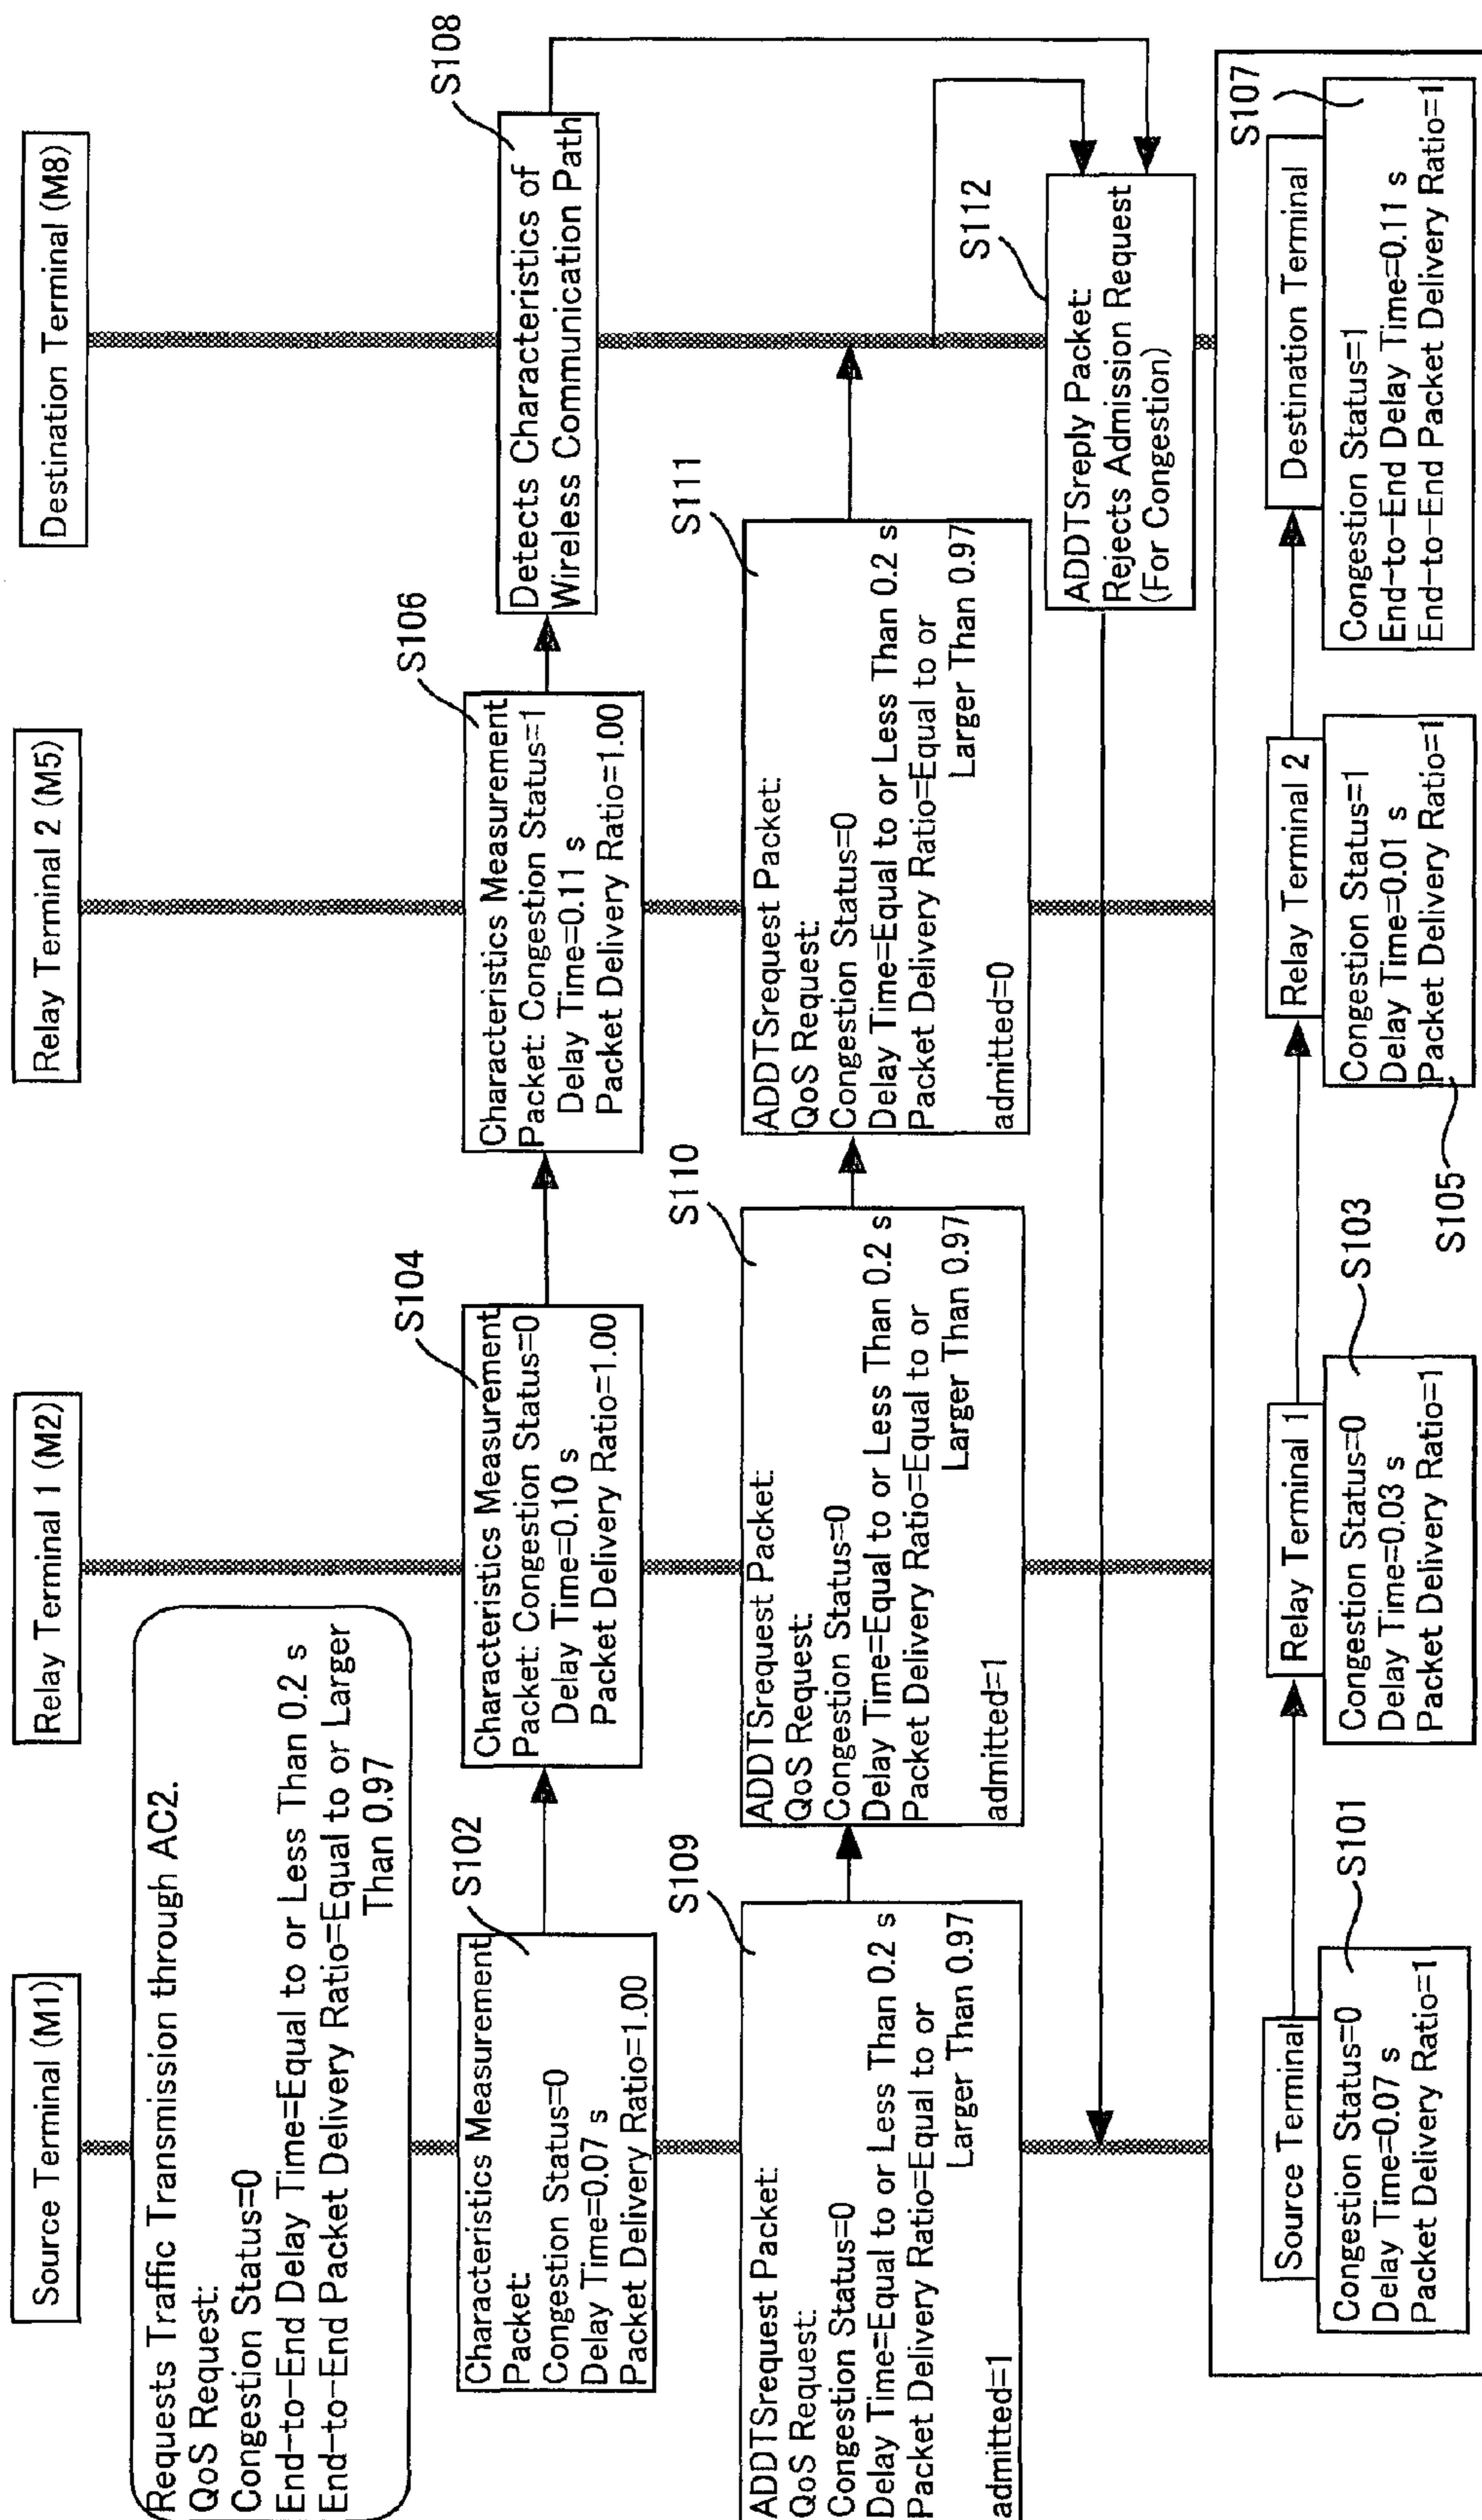 Source Terminal (M1)
Relay Terminal 1 (M2)
Relay Terminal 2 (M5)
Destination Terminal (M8)
Requests Traffic Transmission through AC2.
QoS Request:
Congestion Status=0
End-to-End Delay Time=Equal to or Less Than 0.2 s
End-to-End Packet Delivery Ratio=Equal to or Larger
Than 0.97
S102
Characteristics Measurement
Packet:
Congestion Status=0
Delay Time=0.07 s
Packet Delivery Ratio=1.00
S104
Characteristics Measurement
Packet: Congestion Status=0
Delay Time=0.10 s
Packet Delivery Ratio=1.00
S106
Characteristics Measurement
Packet: Congestion Status=1
Delay Time=0.11 s
Packet Delivery Ratio=1.00
S108
Detects Characteristics of
Wireless Communication Path
S109
ADDTSrequest Packet:
QoS Request:
Congestion Status=0
Delay Time=Equal to or Less Than 0.2 s
Packet Delivery Ratio=Equal to or
Larger Than 0.97
admitted=1
S110
ADDTSrequest Packet:
QoS Request:
Congestion Status=0
Delay Time=Equal to or Less Than 0.2 s
Packet Delivery Ratio=Equal to or
Larger Than 0.97
admitted=1
S111
ADDTSrequest Packet:
QoS Request:
Congestion Status=0
Delay Time=Equal to or Less Than 0.2 s
Packet Delivery Ratio=Equal to or
Larger Than 0.97
admitted=0
S112
ADDTSreply Packet:
Rejects Admission Request
(For Congestion)
Source Terminal
S101
Congestion Status=0
Delay Time=0.07 s
Packet Delivery Ratio=1
Relay Terminal 1
S103
Congestion Status=0
Delay Time=0.03 s
Packet Delivery Ratio=1
Relay Terminal 2
S105
Congestion Status=1
Delay Time=0.01 s
Packet Delivery Ratio=1
Destination Terminal
S107
Congestion Status=1
End-to-End Delay Time=0.11 s
End-to-End Packet Delivery Ratio=1